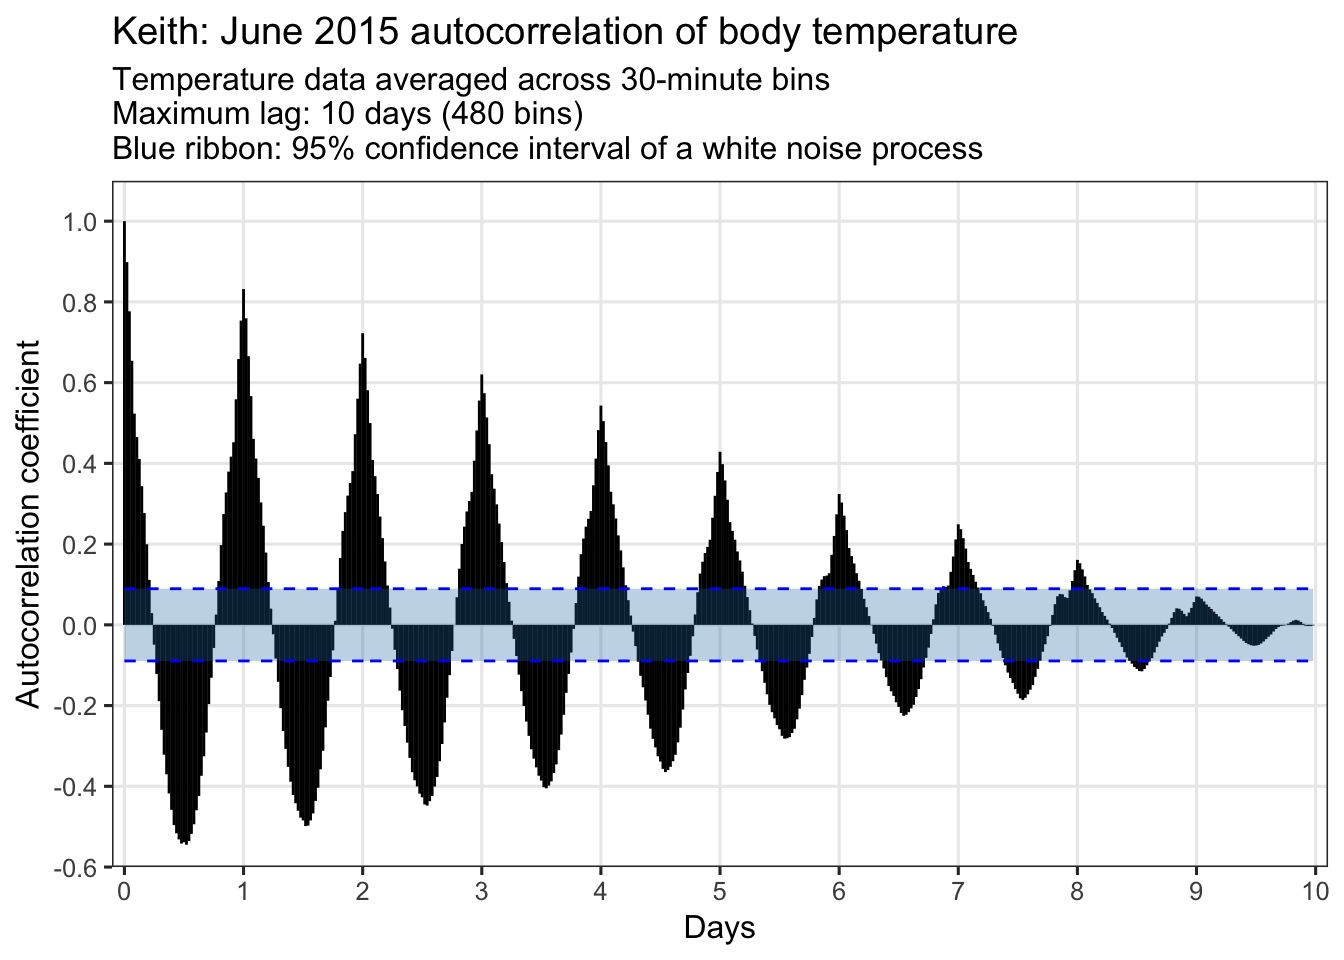 Keith: June 2015 autocorrelation of body temperature
Temperature data averaged across 30-minute bins
Maximum lag: 10 days (480 bins)
Blue ribbon: 95% confidence interval of a white noise process
Autocorrelation coefficient
1.0
0.8
0.6
0.4
0.2
0.0
-0.2
-0.4
-0.6
0 1 2 3 4 5 6 7 8 9 10
Days